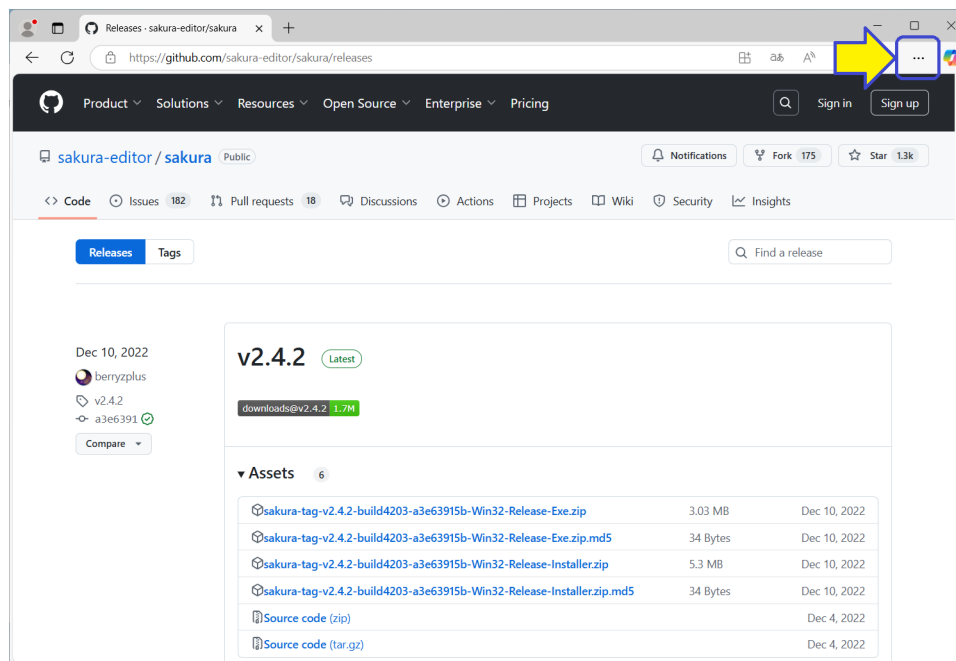 Releases · sakura-editor/sakura
https://github.com/sakura-editor/sakura/releases
aあ A
Product Solutions Resources Open Source Enterprise Pricing Sign in Sign up
sakura-editor / sakura Public Notifications Fork 175 Star 1.3k
Code Issues 182 Pull requests 18 Discussions Actions Projects Wiki Security Insights
Releases Tags Find a release
Dec 10, 2022
berryzplus
v2.4.2
a3e6391
Compare
v2.4.2 Latest
downloads@v2.4.2 1.7M
Assets 6
sakura-tag-v2.4.2-build4203-a3e63915b-Win32-Release-Exe.zip 3.03 MB Dec 10, 2022
sakura-tag-v2.4.2-build4203-a3e63915b-Win32-Release-Exe.zip.md5 34 Bytes Dec 10, 2022
sakura-tag-v2.4.2-build4203-a3e63915b-Win32-Release-Installer.zip 5.3 MB Dec 10, 2022
sakura-tag-v2.4.2-build4203-a3e63915b-Win32-Release-Installer.zip.md5 34 Bytes Dec 10, 2022
Source code (zip) Dec 4, 2022
Source code (tar.gz) Dec 4, 2022